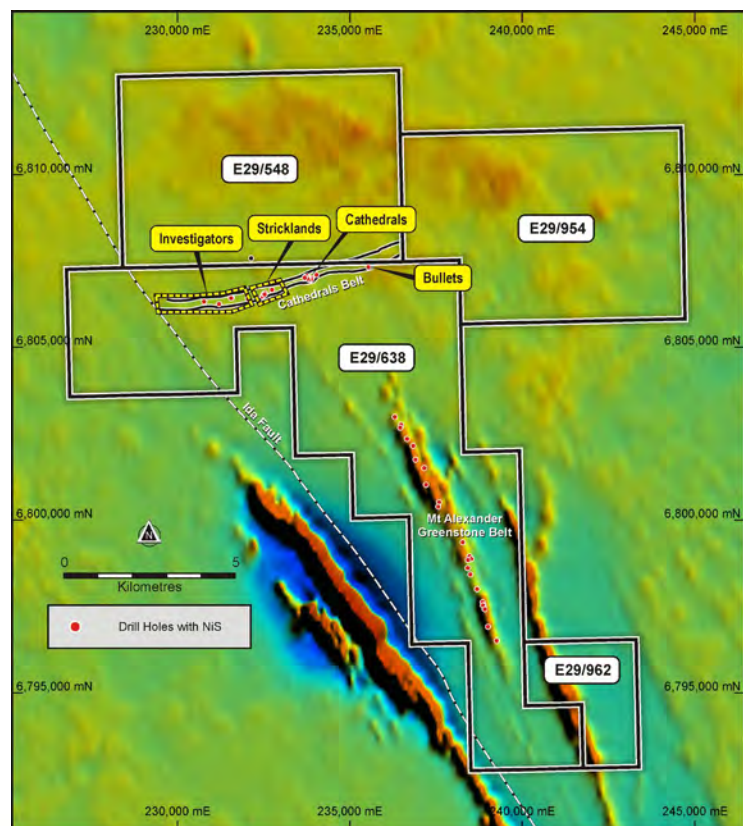 230,000 mE
235,000 mE
240,000 mE
245,000 mE
6,810,000 mN
6,810,000 mN
E29/548
E29/954
Cathedrals
Stricklands
Investigators
Bullets
Cathedrals Belt
6,805,000 mN
6,805,000 mN
E29/638
Ida Fault
6,800,000 mN
6,800,000 mN
Mt Alexander
Greenstone Belt
N
0
5
Kilometres
Drill Holes with NiS
E29/962
6,795,000 mN
6,795,000 mN
230,000 mE
235,000 mE
240,000 mE
245,000 mE